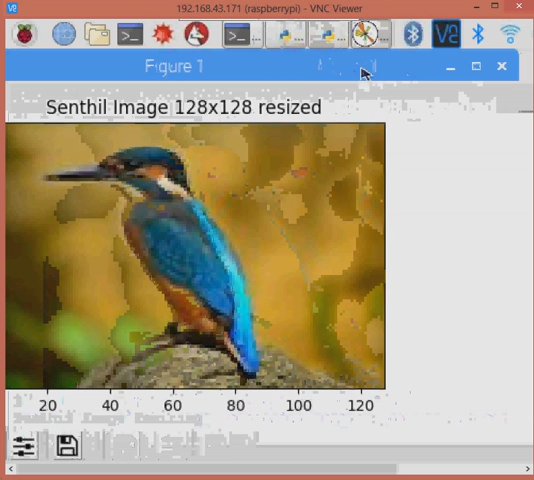 192.168.43.171 (raspberrypi) - VNC Viewer
Figure 1
Senthil Image 128x128 resized
20 40 60 80 100 120